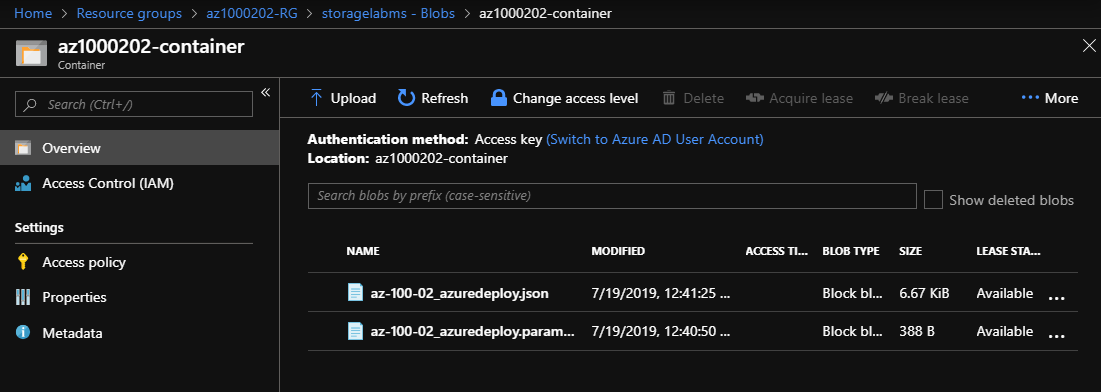 Home > Resource groups > az1000202-RG > storagelabms - Blobs > az1000202-container
az1000202-container
Container
Search (Ctrl+/)
Overview
Access Control (IAM)
Settings
Access policy
Properties
Metadata
Upload Refresh Change access level Delete Acquire lease Break lease ... More
Authentication method: Access key (Switch to Azure AD User Account)
Location: az1000202-container
Search blobs by prefix (case-sensitive)
Show deleted blobs
NAME MODIFIED ACCESS TI... BLOB TYPE SIZE LEASE STA...
az-100-02_azuredeploy.json 7/19/2019, 12:41:25 ... Block bl... 6.67 KiB Available ...
az-100-02_azuredeploy.param... 7/19/2019, 12:40:50 ... Block bl... 388 B Available ...